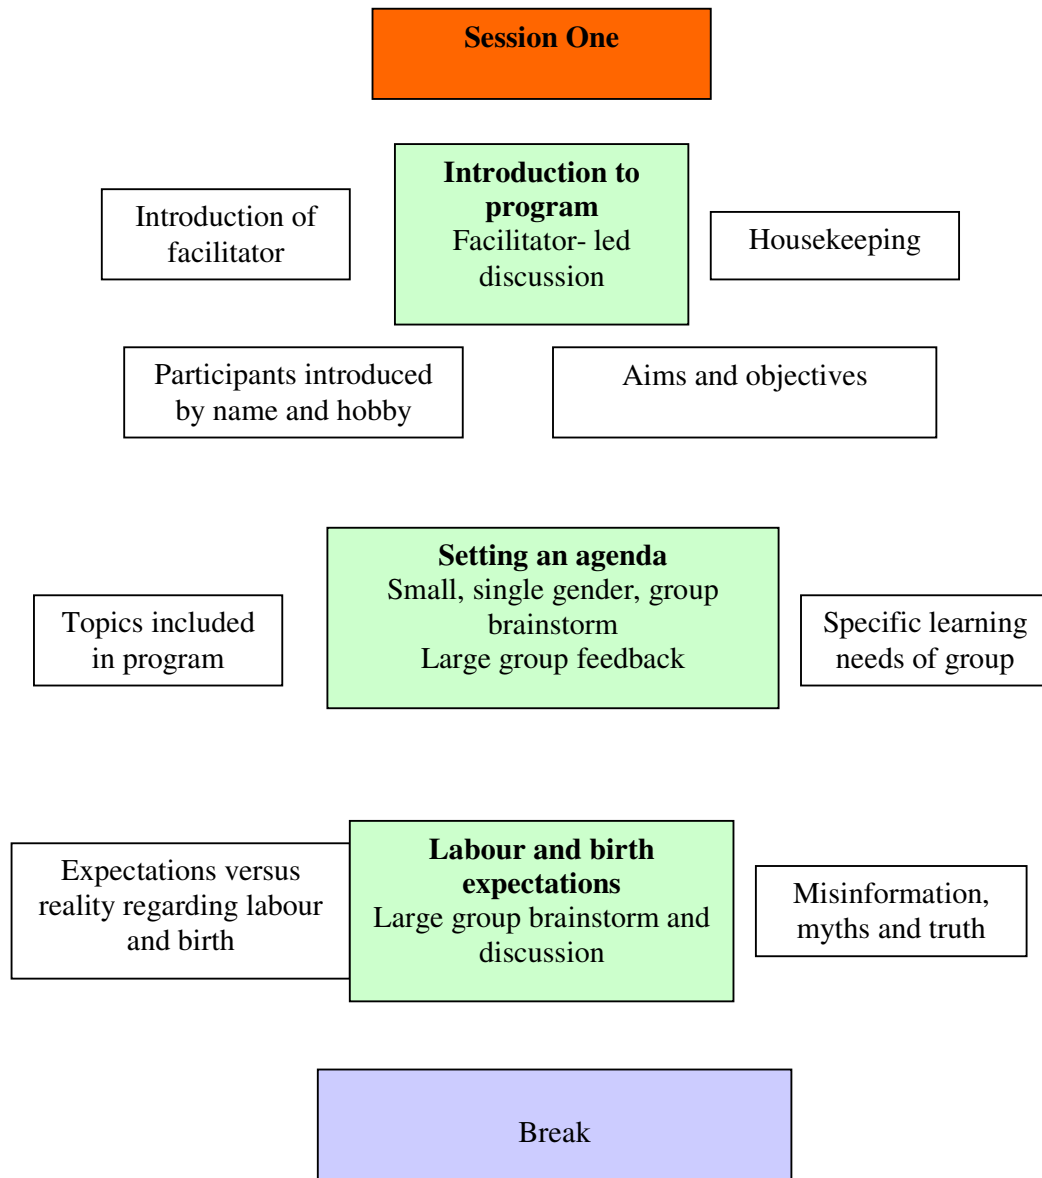 Session One
Introduction to
program
Facilitator- led
discussion
Introduction of
facilitator
Housekeeping
Participants introduced
by name and hobby
Aims and objectives
Setting an agenda
Small, single gender, group
brainstorm
Large group feedback
Topics included
in program
Specific learning
needs of group
Labour and birth
expectations
Large group brainstorm and
discussion
Expectations versus
reality regarding labour
and birth
Misinformation,
myths and truth
Break